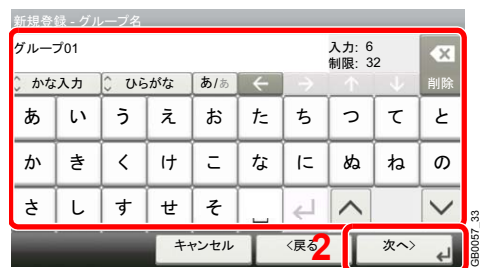 新規登録 - グループ名
グループ01
入力: 6
制限: 32
削除
かな入力 ひらがな あ/ぁ ← → ↑ ↓
あ い う え お た ち つ て と
か き く け こ な に ぬ ね の
さ し す せ そ
キャンセル <戻る 2 次へ>
GB0057_33